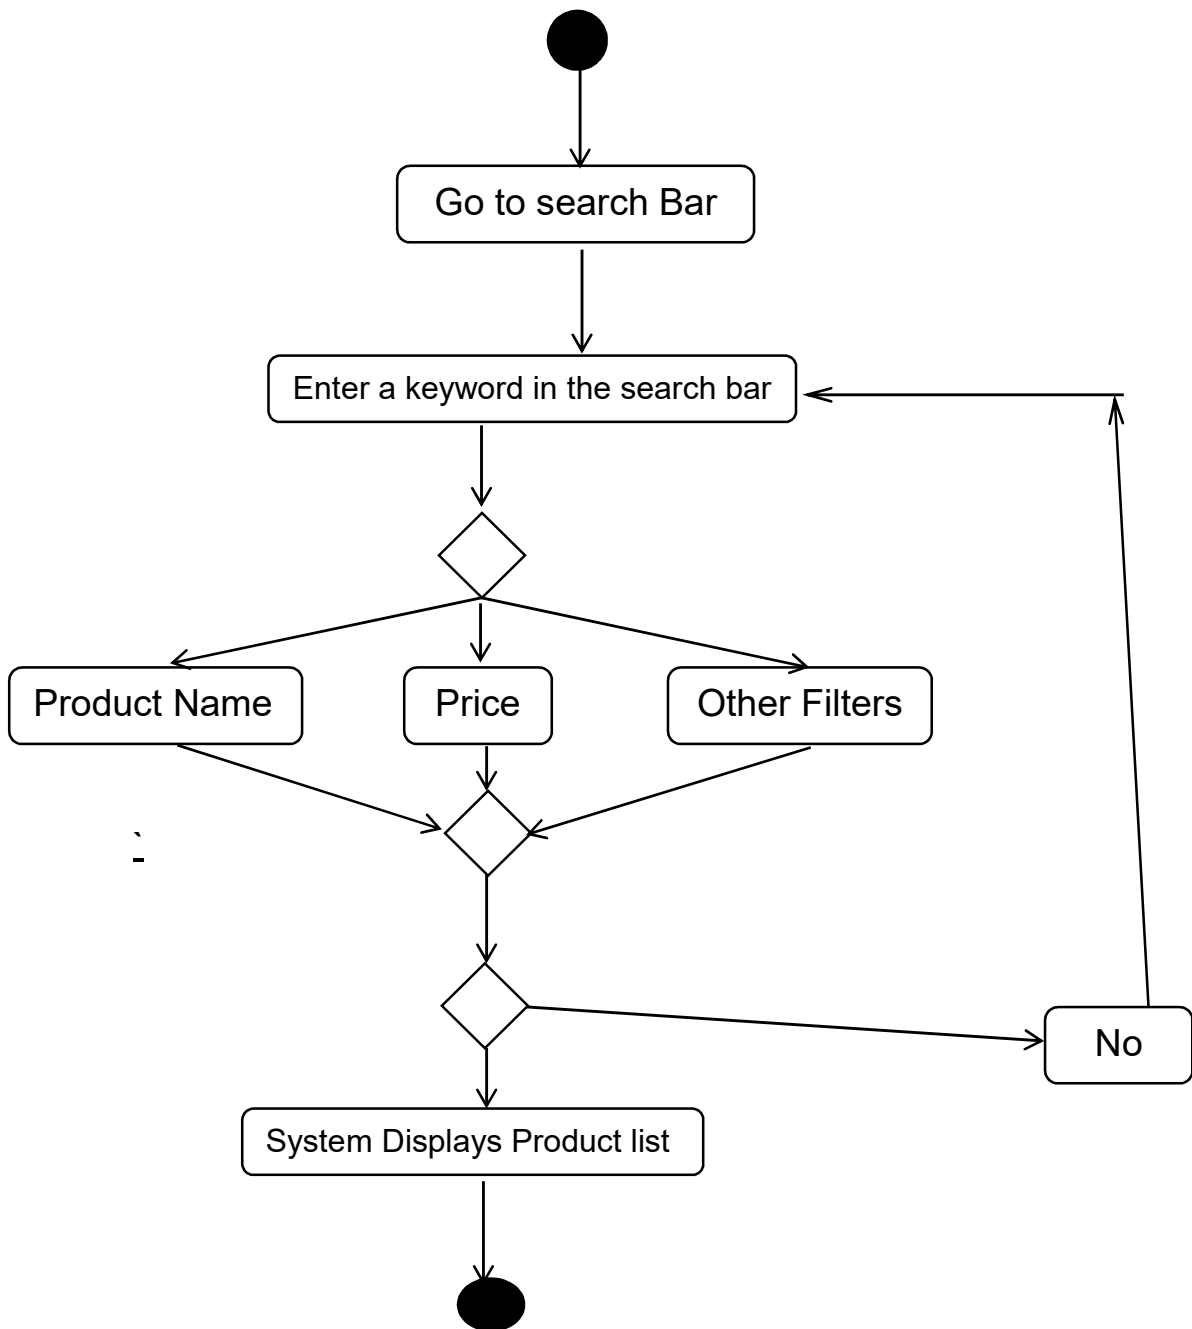 Go to search Bar
Enter a keyword in the search bar
Product Name
Price
Other Filters
`
No
System Displays Product list